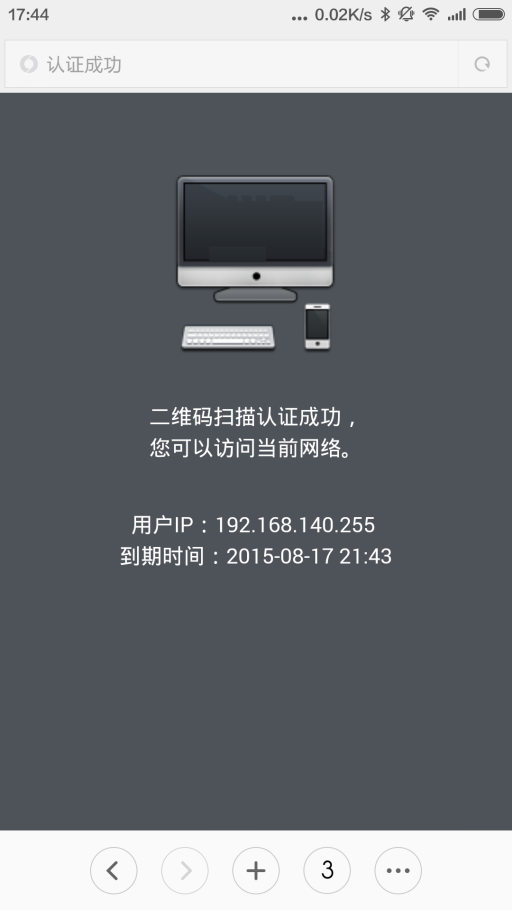 17:44
... 0.02K/s
认证成功
二维码扫描认证成功，
您可以访问当前网络。
用户IP：192.168.140.255
到期时间：2015-08-17 21:43
3